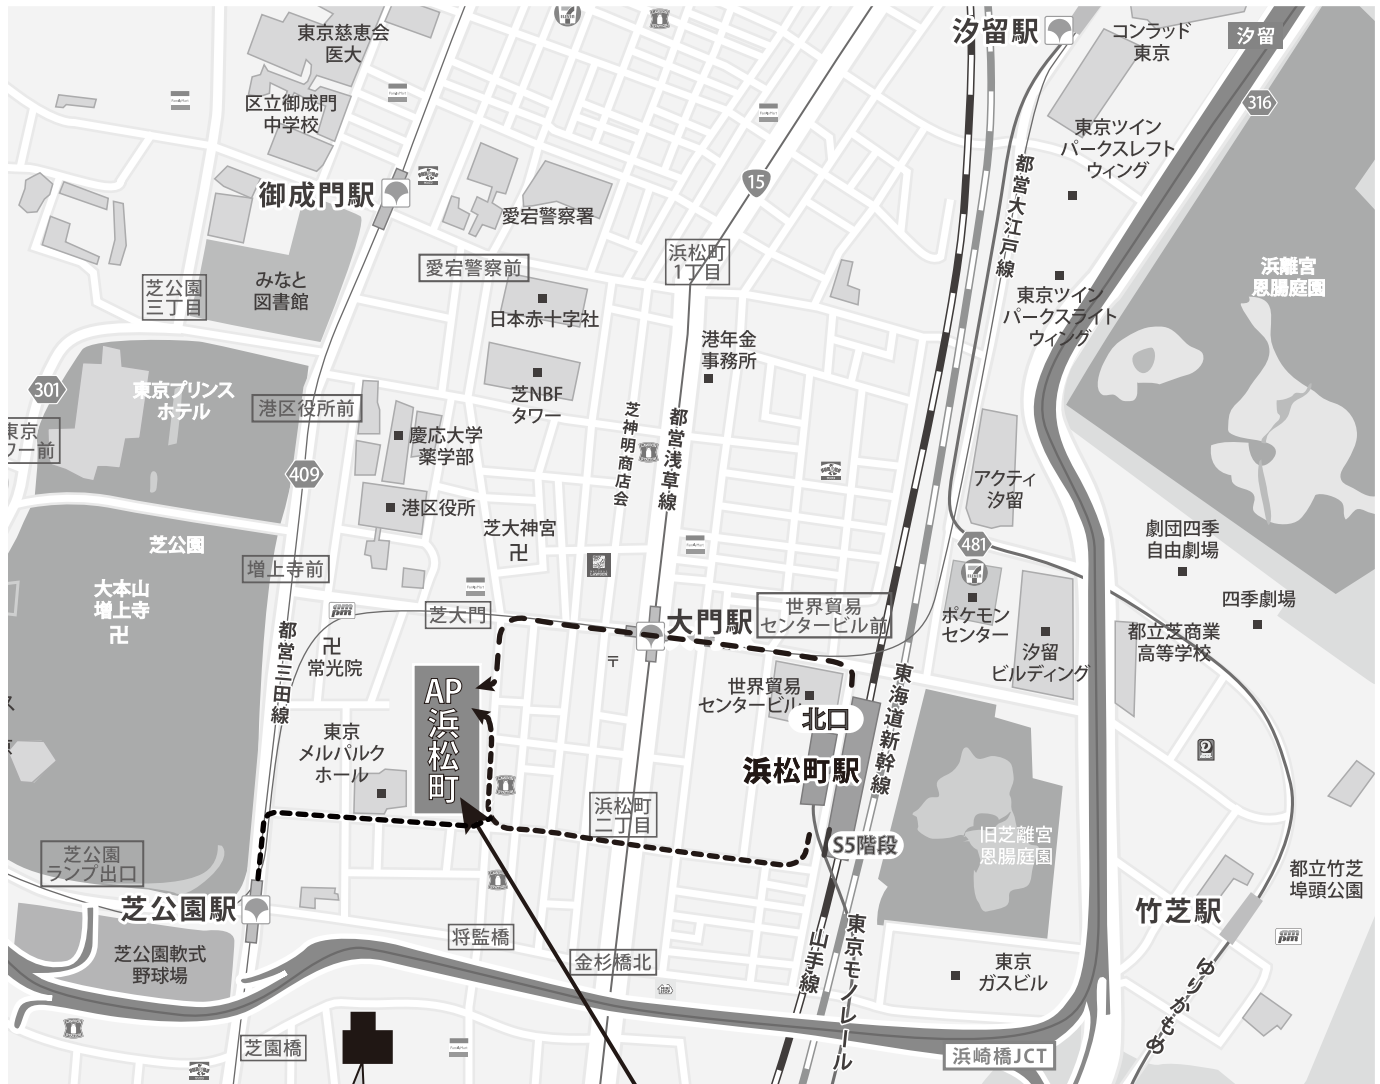 東京慈恵会
医大
区立御成門
中学校
汐留駅
コンラッド
東京
汐留
316
東京ツイン
パークスレフト
ウィング
都営大江戸線
御成門駅
愛宕警察署
15
愛宕警察前
浜松町
1丁目
芝公園
三丁目
みなと
図書館
日本赤十字社
浜離宮
恩賜庭園
東京ツイン
パークスライト
ウィング
港年金
事務所
芝NBF
タワー
301
東京プリンス
ホテル
港区役所前
東京
ワー前
慶応大学
薬学部
芝神明商店会
都営浅草線
409
港区役所
芝大神宮
卍
アクティ
汐留
481
劇団四季
自由劇場
四季劇場
芝公園
増上寺前
大本山
増上寺
卍
pm
芝大門
大門駅
世界貿易
センタービル前
ポケモン
センター
汐留
ビルディング
都立芝商業
高等学校
都営三田線
卍
常光院
〒
AP浜松町
世界貿易
センタービル
北口
浜松町駅
東海道新幹線
東京
メルパルク
ホール
浜松町
二丁目
S5階段
旧芝離宮
恩賜庭園
芝公園
ランプ出口
芝公園駅
都立竹芝
埠頭公園
竹芝駅
pm
芝公園軟式
野球場
将監橋
金杉橋北
山手線
東京モノレール
東京
ガスビル
ゆりかもめ
芝園橋
浜崎橋JCT